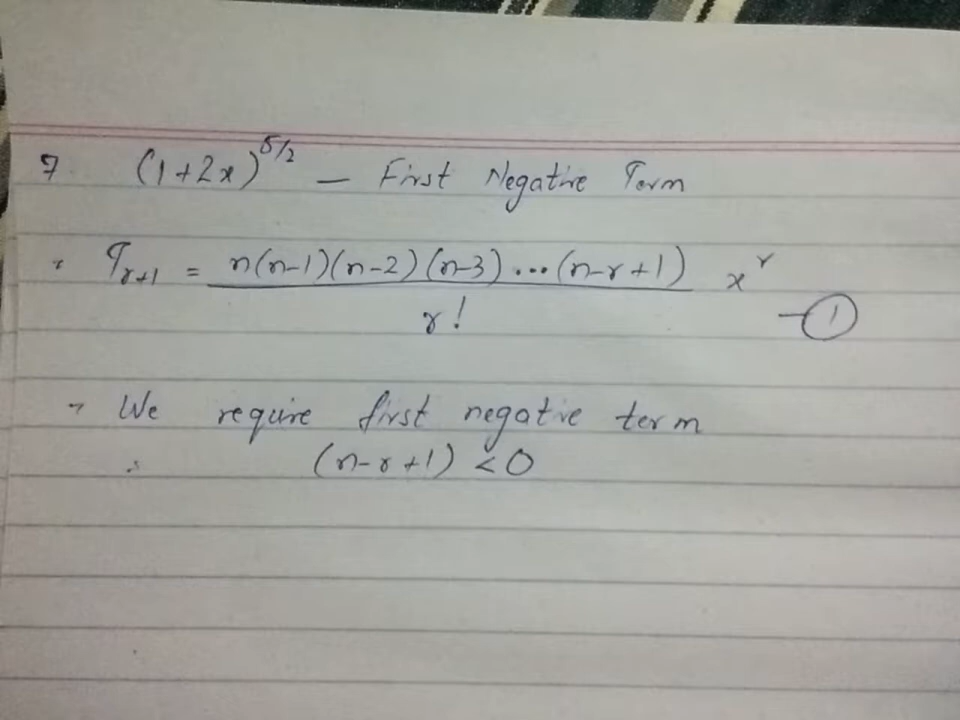 7. (1+2x)^5/2 — First Negative Term
T_r+1 = n(n-1)(n-2)(n-3)...(n-r+1) / r! x^r — ①
We require first negative term
∴ (n-r+1) < 0